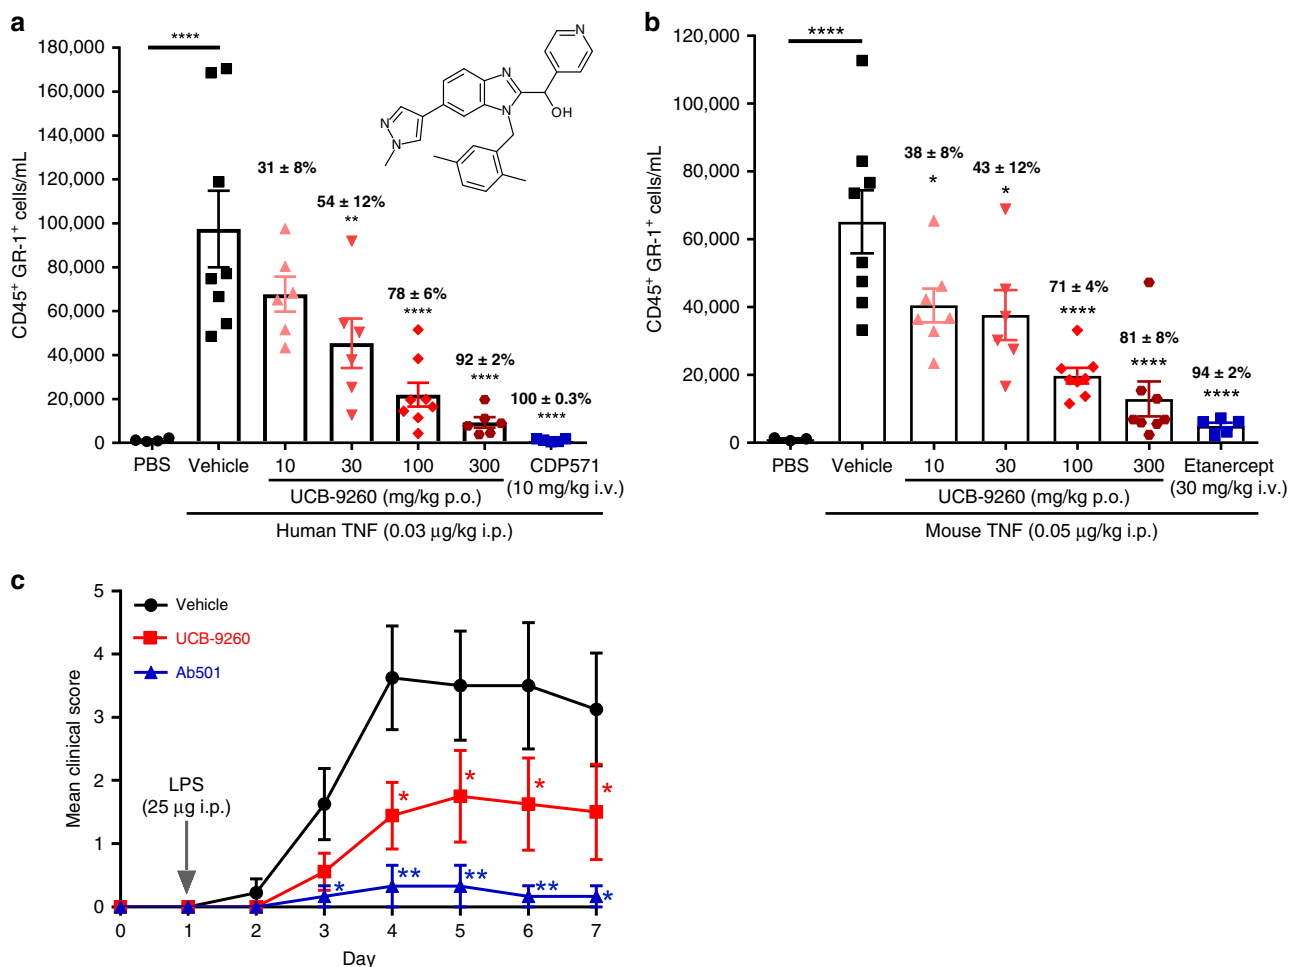 a
****
180,000
160,000
140,000
120,000
100,000
80,000
60,000
40,000
20,000
0
CD45+ GR-1+ cells/mL
N
N
OH
N
N
N
31 ± 8%
54 ± 12%
**
78 ± 6%
****
92 ± 2%
****
100 ± 0.3%
****
PBS Vehicle 10 30 100 300 CDP571
UCB-9260 (mg/kg p.o.) (10 mg/kg i.v.)
Human TNF (0.03 μg/kg i.p.)
b
****
120,000
100,000
80,000
60,000
40,000
20,000
0
CD45+ GR-1+ cells/mL
38 ± 8%
*
43 ± 12%
*
71 ± 4%
****
81 ± 8%
****
94 ± 2%
****
PBS Vehicle 10 30 100 300 Etanercept
UCB-9260 (mg/kg p.o.) (30 mg/kg i.v.)
Mouse TNF (0.05 μg/kg i.p.)
c
5
4
3
2
1
0
Mean clinical score
Vehicle
UCB-9260
Ab501
LPS
(25 μg i.p.)
* * * *
* ** ** ** *
0 1 2 3 4 5 6 7
Day